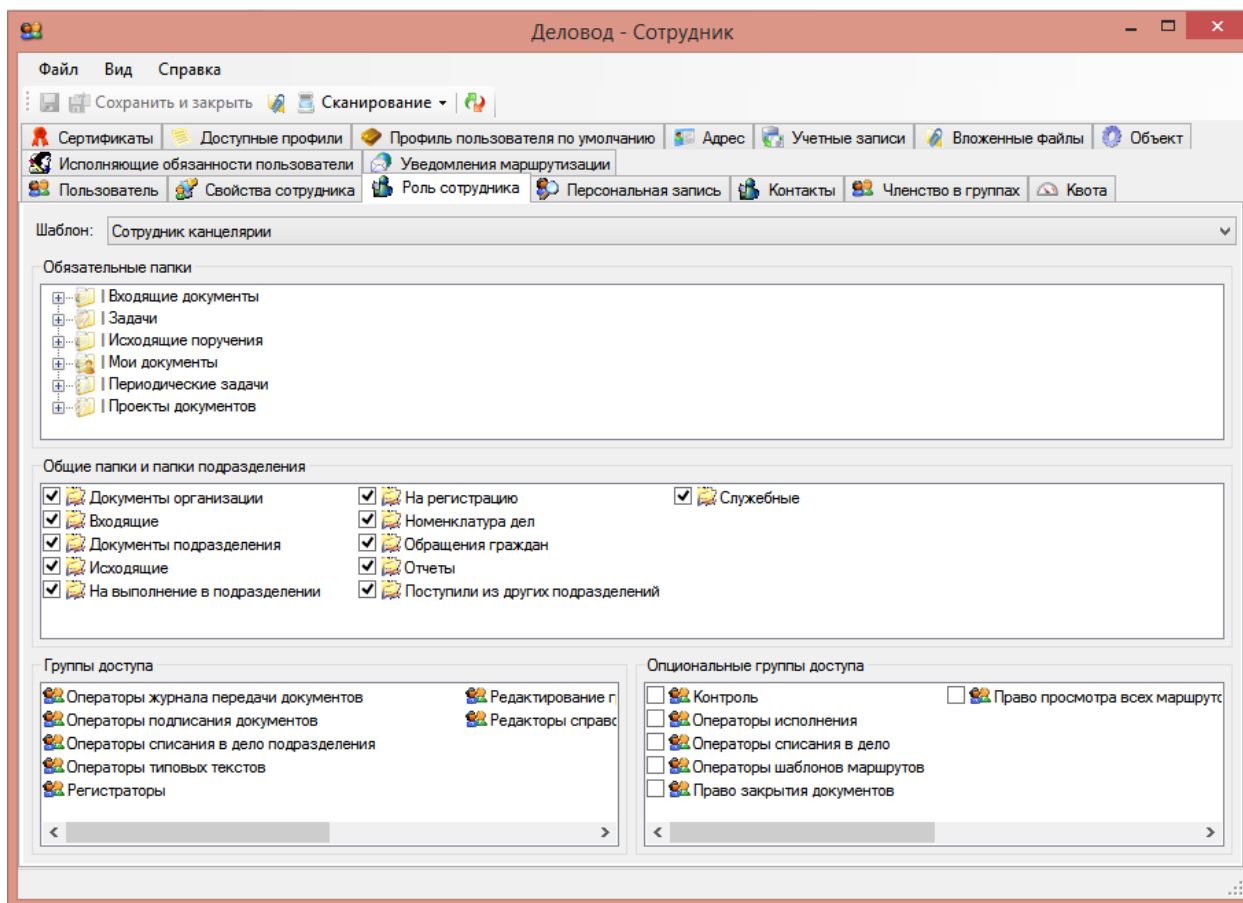 Деловод - Сотрудник
Файл Вид Справка
Сохранить и закрыть Сканирование
Сертификаты Доступные профили Профиль пользователя по умолчанию Адрес Учетные записи Вложенные файлы Объект
Исполняющие обязанности пользователи Уведомления маршрутизации
Пользователь Свойства сотрудника Роль сотрудника Персональная запись Контакты Членство в группах Квота
Шаблон: Сотрудник канцелярии
Обязательные папки
Входящие документы
Задачи
Исходящие поручения
Мои документы
Периодические задачи
Проекты документов
Общие папки и папки подразделения
Документы организации На регистрацию Служебные
Входящие Номенклатура дел
Документы подразделения Обращения граждан
Исходящие Отчеты
На выполнение в подразделении Поступили из других подразделений
Группы доступа
Операторы журнала передачи документов Редактирование г
Операторы подписания документов Редакторы справо
Операторы списания в дело подразделения
Операторы типовых текстов
Регистраторы
Опциональные группы доступа
Контроль Право просмотра всех маршруто
Операторы исполнения
Операторы списания в дело
Операторы шаблонов маршрутов
Право закрытия документов